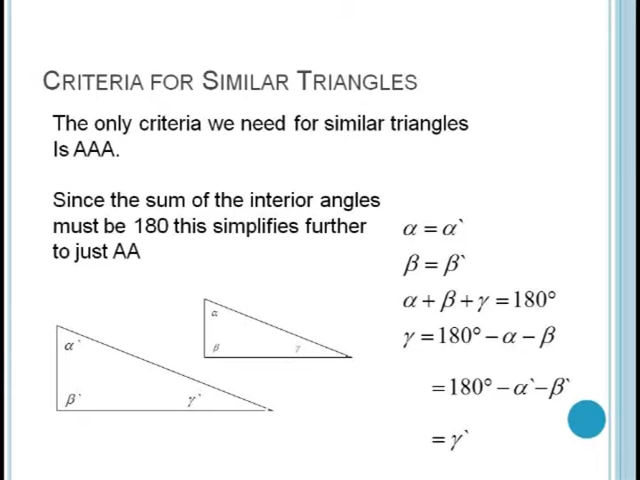 CRITERIA FOR SIMILAR TRIANGLES
The only criteria we need for similar triangles
Is AAA.
Since the sum of the interior angles
must be 180 this simplifies further
to just AA
α = α`
β = β`
α + β + γ = 180°
γ = 180° − α − β
= 180° − α` − β`
= γ`
α
β γ
α`
β` γ`